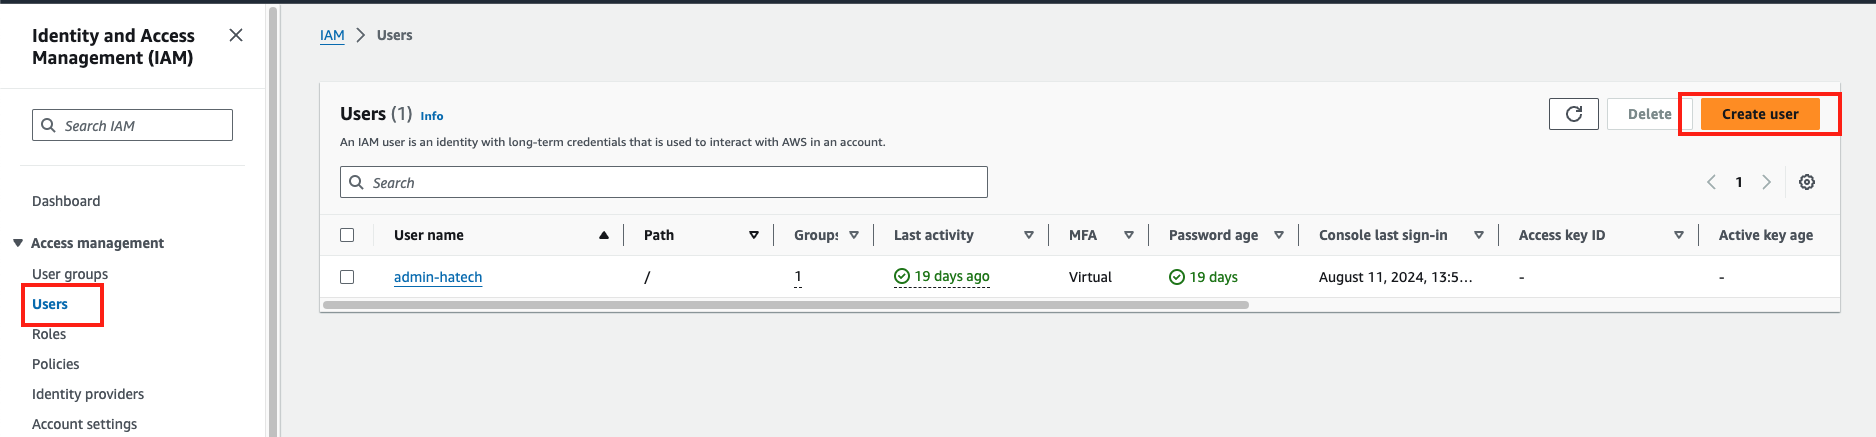 Identity and Access
Management (IAM)
Search IAM
Dashboard
Access management
User groups
Users
Roles
Policies
Identity providers
Account settings
IAM > Users
Users (1) Info
Delete
Create user
An IAM user is an identity with long-term credentials that is used to interact with AWS in an account.
Search
1
User name Path Groups Last activity MFA Password age Console last sign-in Access key ID Active key age
admin-hatech / 1 19 days ago Virtual 19 days August 11, 2024, 13:5... - -